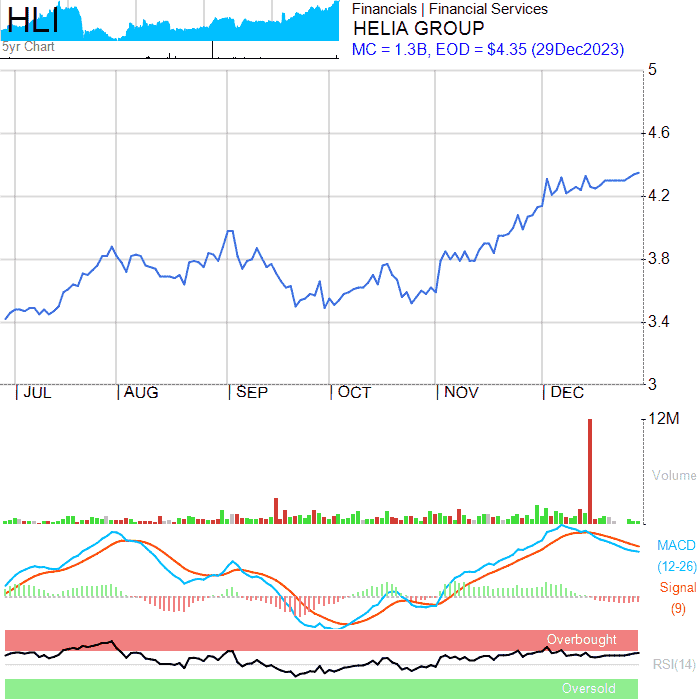 HLI
5yr Chart
Financials | Financial Services
HELIA GROUP
MC = 1.3B, EOD = $4.35 (29Dec2023)
5
4.6
4.2
3.8
3.4
3
JUL
AUG
SEP
OCT
NOV
DEC
12M
Volume
MACD
(12-26)
Signal
(9)
Overbought
RSI(14)
Oversold